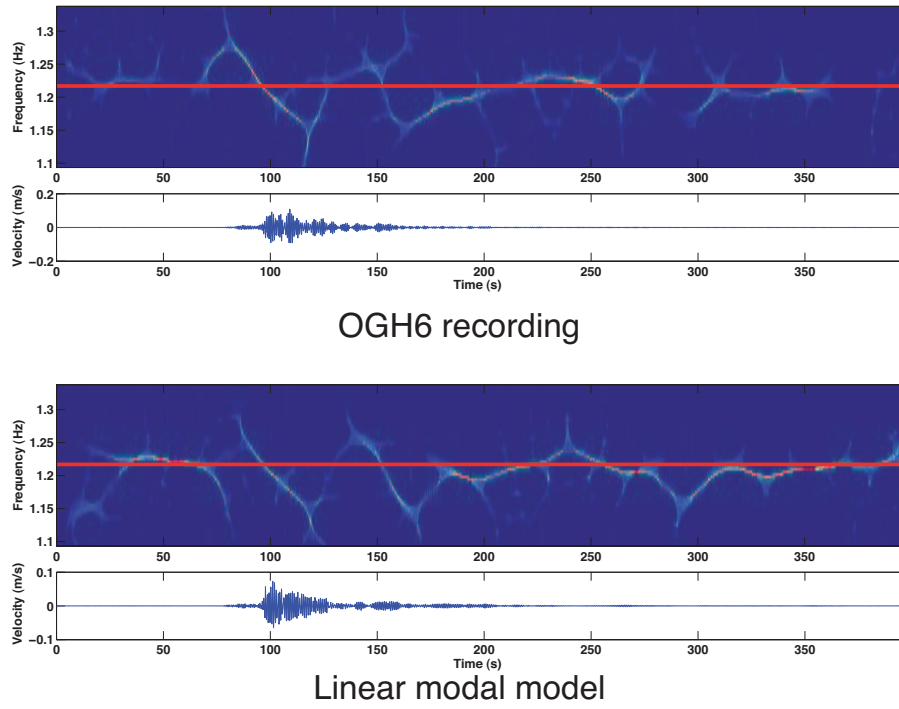 Frequency (Hz)
1.3
1.25
1.2
1.15
1.1
0 50 100 150 200 250 300 350
Velocity (m/s)
0.2
0
−0.2
0 50 100 150 200 250 300 350
Time (s)
OGH6 recording
Frequency (Hz)
1.3
1.25
1.2
1.15
1.1
0 50 100 150 200 250 300 350
Velocity (m/s)
0.1
0
−0.1
0 50 100 150 200 250 300 350
Time (s)
Linear modal model